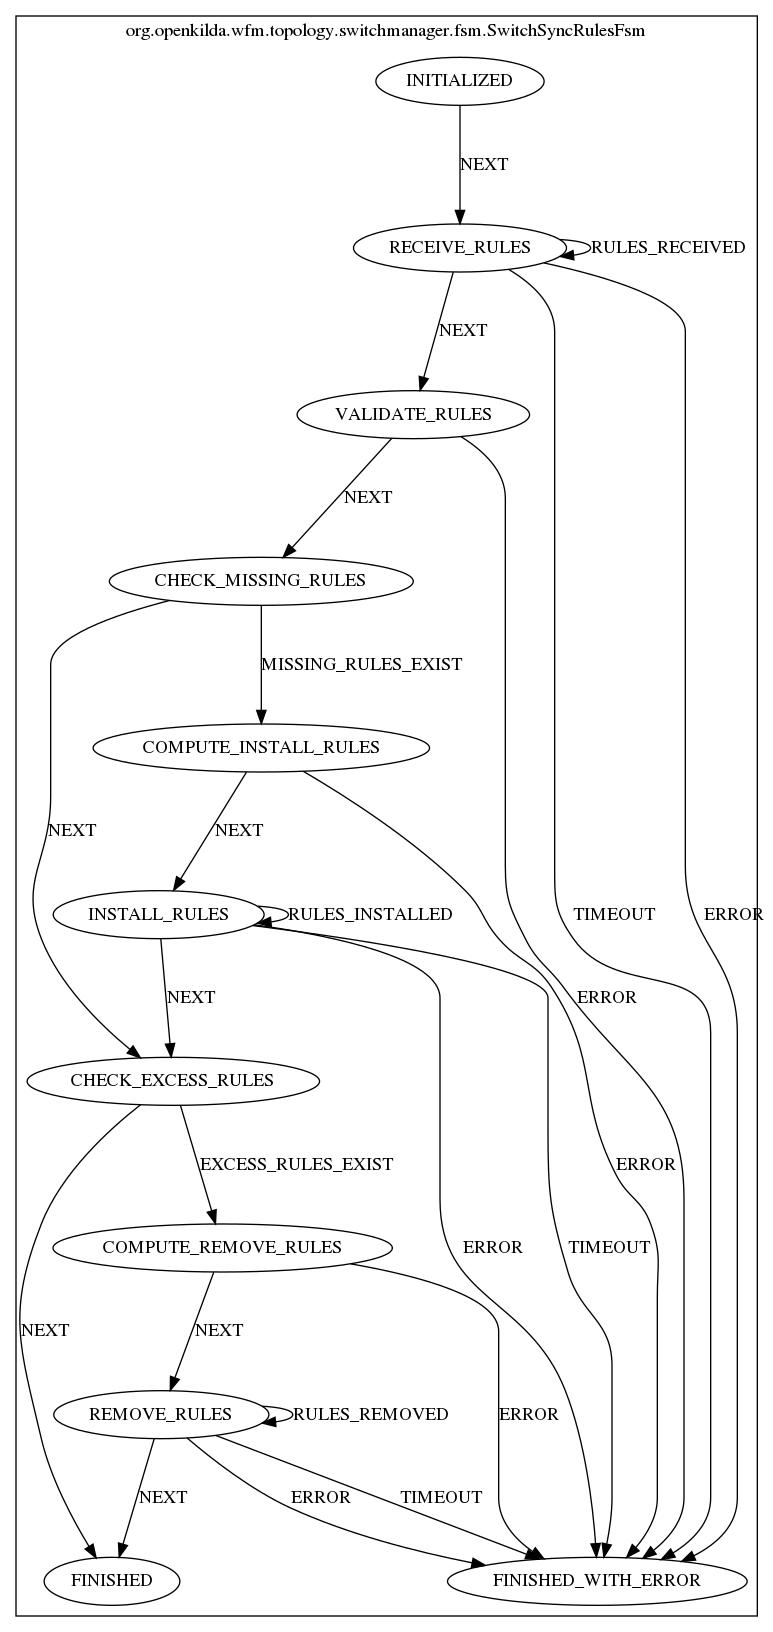 org.openkilda.wfm.topology.switchmanager.fsm.SwitchSyncRulesFsm
INITIALIZED
NEXT
RECEIVE_RULES
RULES_RECEIVED
NEXT
VALIDATE_RULES
NEXT
CHECK_MISSING_RULES
MISSING_RULES_EXIST
COMPUTE_INSTALL_RULES
NEXT
NEXT
INSTALL_RULES
RULES_INSTALLED
TIMEOUT
ERROR
NEXT
ERROR
CHECK_EXCESS_RULES
EXCESS_RULES_EXIST
ERROR
COMPUTE_REMOVE_RULES
ERROR
TIMEOUT
NEXT
NEXT
REMOVE_RULES
RULES_REMOVED
ERROR
NEXT
ERROR
TIMEOUT
FINISHED
FINISHED_WITH_ERROR